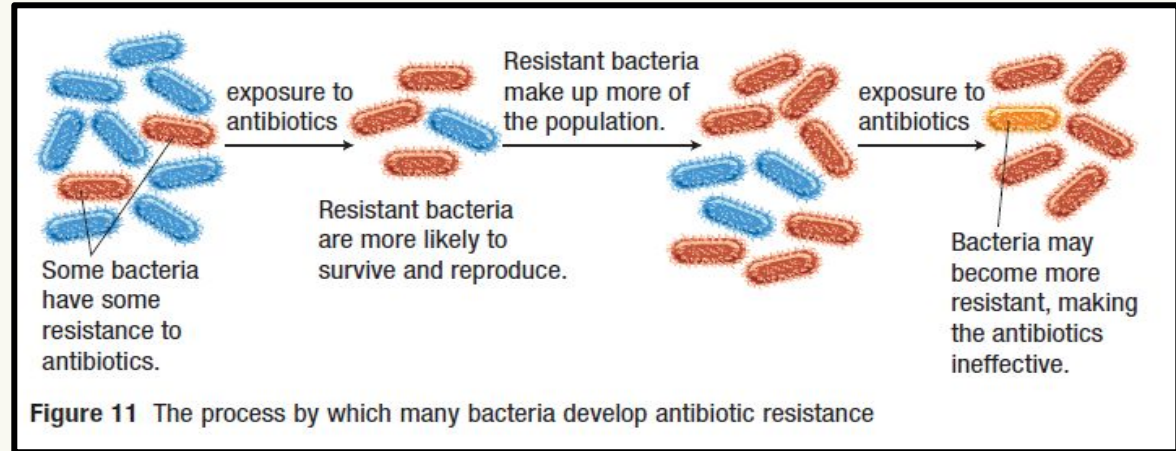 exposure to
antibiotics
Resistant bacteria
make up more of
the population.
exposure to
antibiotics
Some bacteria
have some
resistance to
antibiotics.
Resistant bacteria
are more likely to
survive and reproduce.
Bacteria may
become more
resistant, making
the antibiotics
ineffective.
Figure 11 The process by which many bacteria develop antibiotic resistance